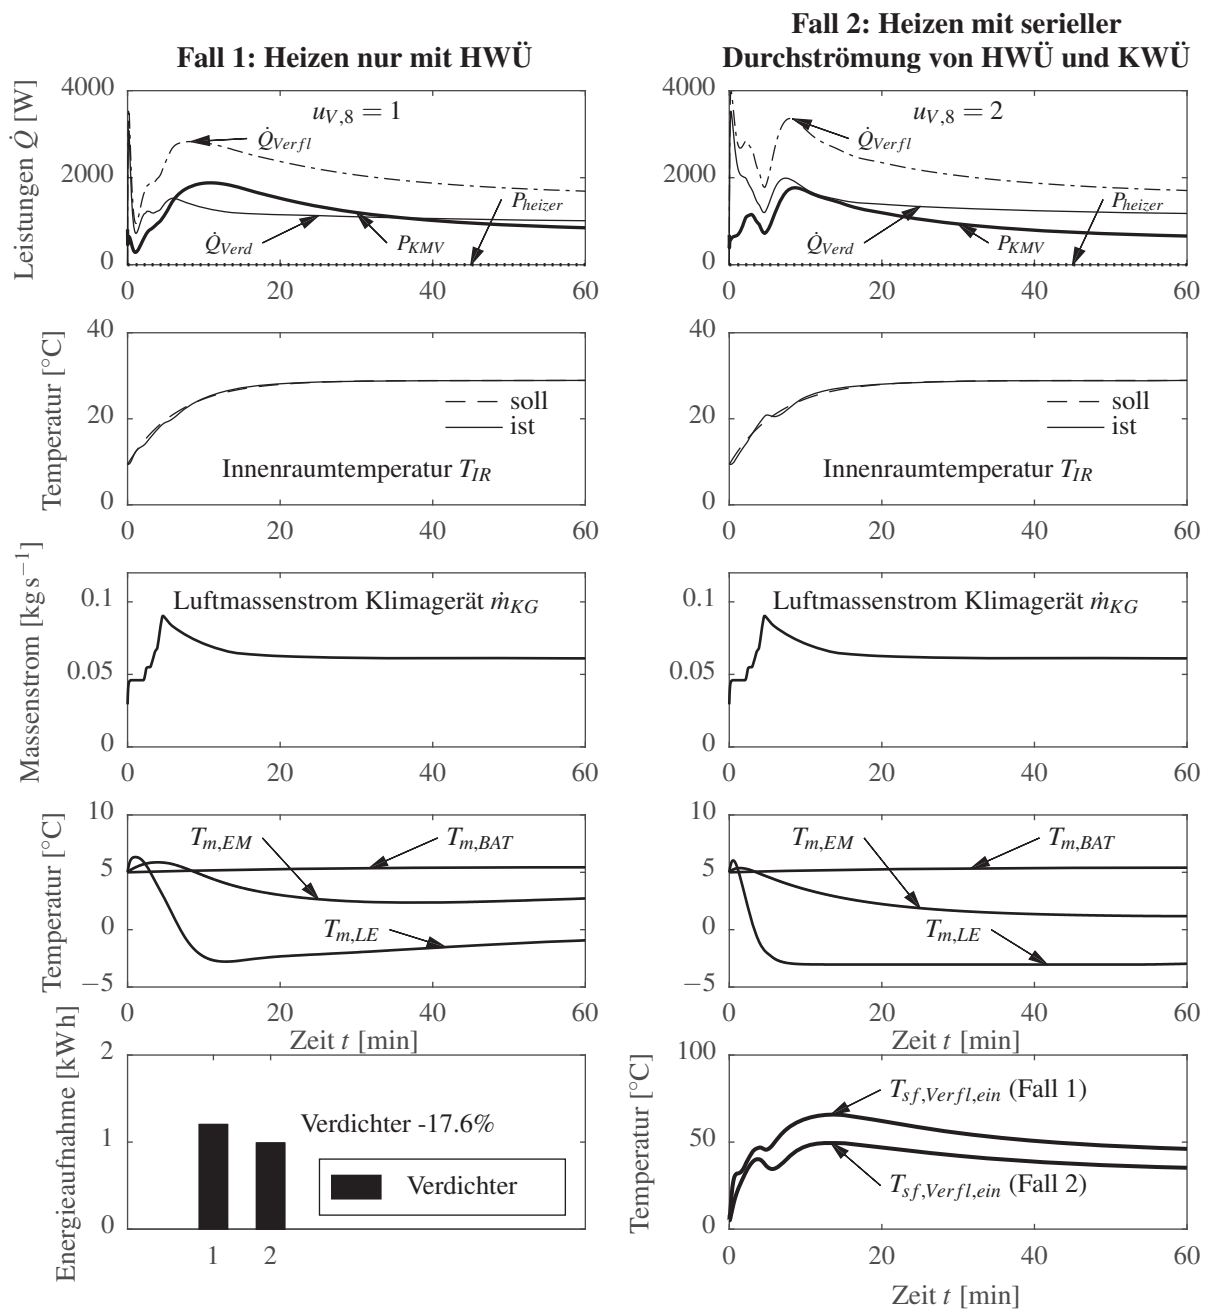 Fall 1: Heizen nur mit HWÜ
Fall 2: Heizen mit serieller
Durchströmung von HWÜ und KWÜ
Leistungen Q̇ [W]
4000
2000
0
u_{V,8} = 1
Q̇_{Verfl}
P_{heizer}
Q̇_{Verd}
P_{KMV}
0 20 40 60
4000
2000
0
u_{V,8} = 2
Q̇_{Verfl}
P_{heizer}
Q̇_{Verd}
P_{KMV}
0 20 40 60
Temperatur [°C]
40
20
0
soll
ist
Innenraumtemperatur T_{IR}
0 20 40 60
40
20
0
soll
ist
Innenraumtemperatur T_{IR}
0 20 40 60
Massenstrom [kg s⁻¹]
0.1
0.05
0
Luftmassenstrom Klimagerät ṁ_{KG}
0 20 40 60
0.1
0.05
0
Luftmassenstrom Klimagerät ṁ_{KG}
0 20 40 60
Temperatur [°C]
10
5
0
−5
T_{m,EM}
T_{m,BAT}
T_{m,LE}
0 20 40 60
Zeit t [min]
10
5
0
−5
T_{m,EM}
T_{m,BAT}
T_{m,LE}
0 20 40 60
Zeit t [min]
Energieaufnahme [kWh]
2
1
0
Verdichter -17.6%
Verdichter
1 2
Temperatur [°C]
100
50
0
T_{sf,Verfl,ein} (Fall 1)
T_{sf,Verfl,ein} (Fall 2)
0 20 40 60
Zeit t [min]